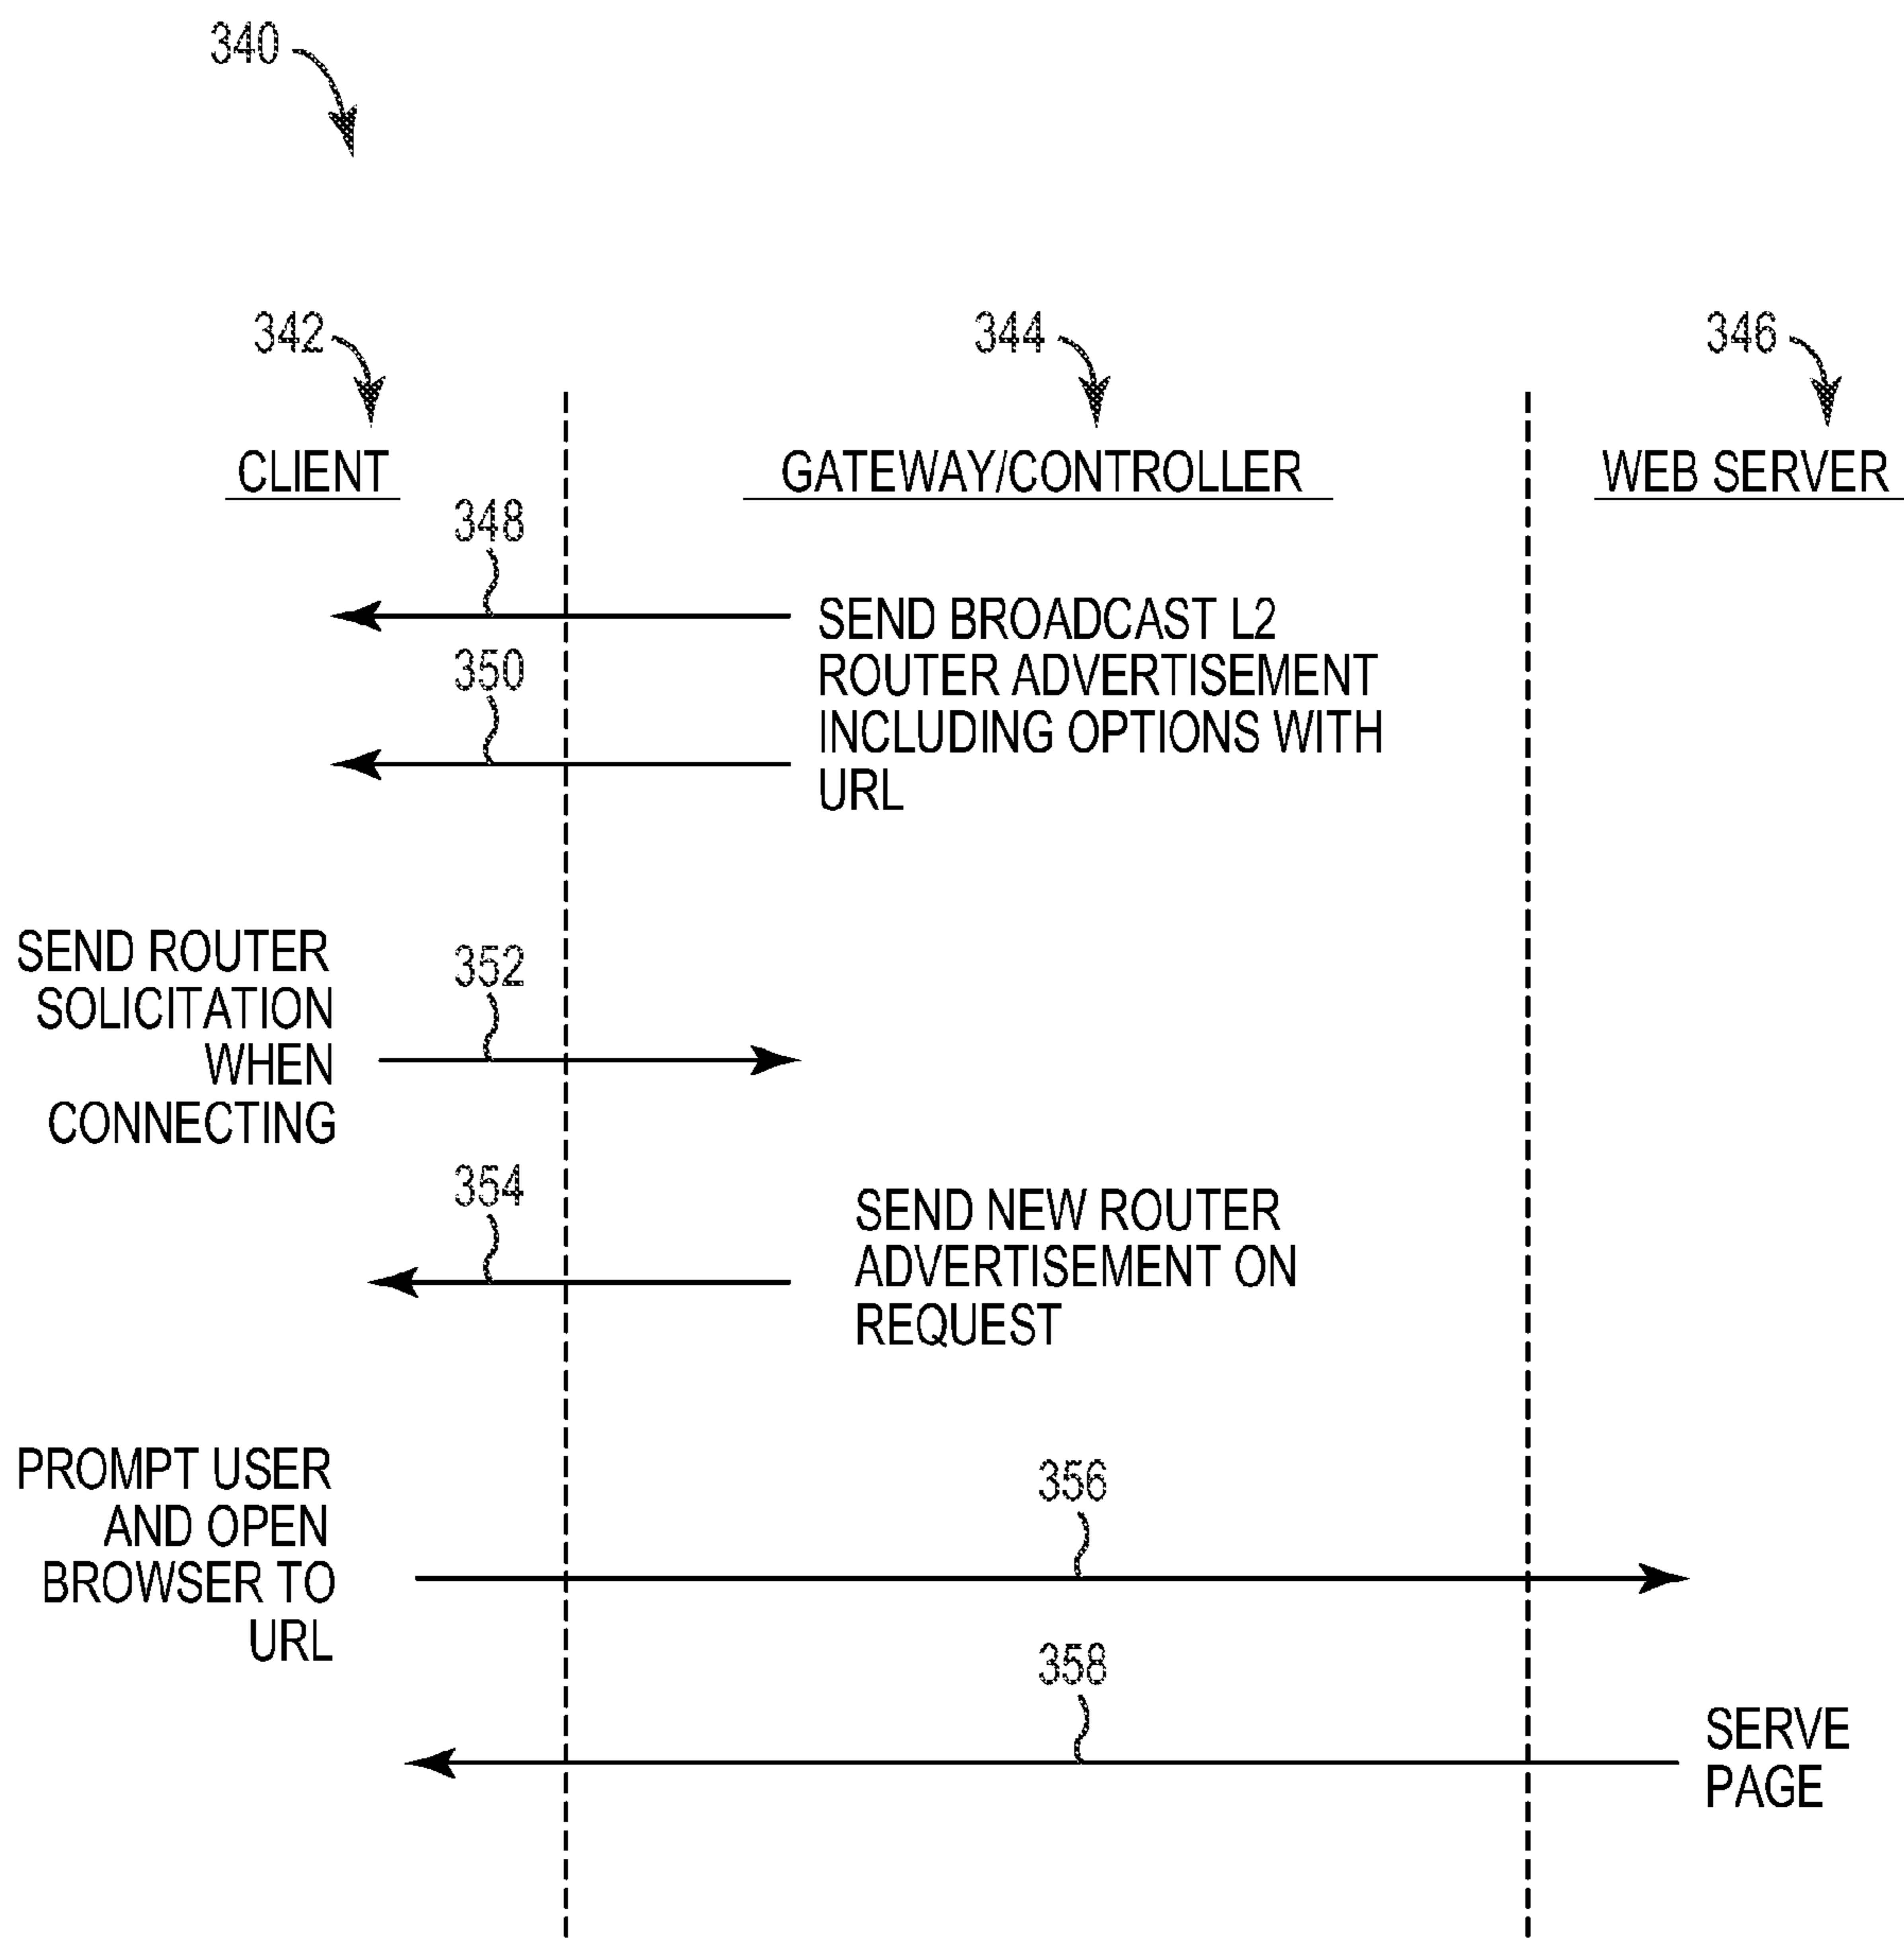 340
342
344
346
CLIENT
GATEWAY/CONTROLLER
WEB SERVER
348
SEND BROADCAST L2
ROUTER ADVERTISEMENT
INCLUDING OPTIONS WITH
URL
350
SEND ROUTER
SOLICITATION
WHEN
CONNECTING
352
354
SEND NEW ROUTER
ADVERTISEMENT ON
REQUEST
PROMPT USER
AND OPEN
BROWSER TO
URL
356
358
SERVE
PAGE